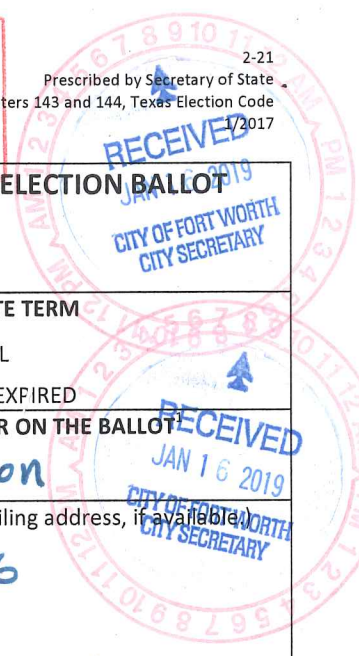 2-21
Prescribed by Secretary of State
ters 143 and 144, Texas Election Code
1/2017
RECEIVED
JAN 16 2019
CITY OF FORT WORTH
CITY SECRETARY
ELECTION BALLOT
TE TERM
L
EXPIRED
R ON THE BALLOT1
RECEIVED
JAN 16 2019
CITY OF FORT WORTH
CITY SECRETARY
on
iling address, if available.)
6